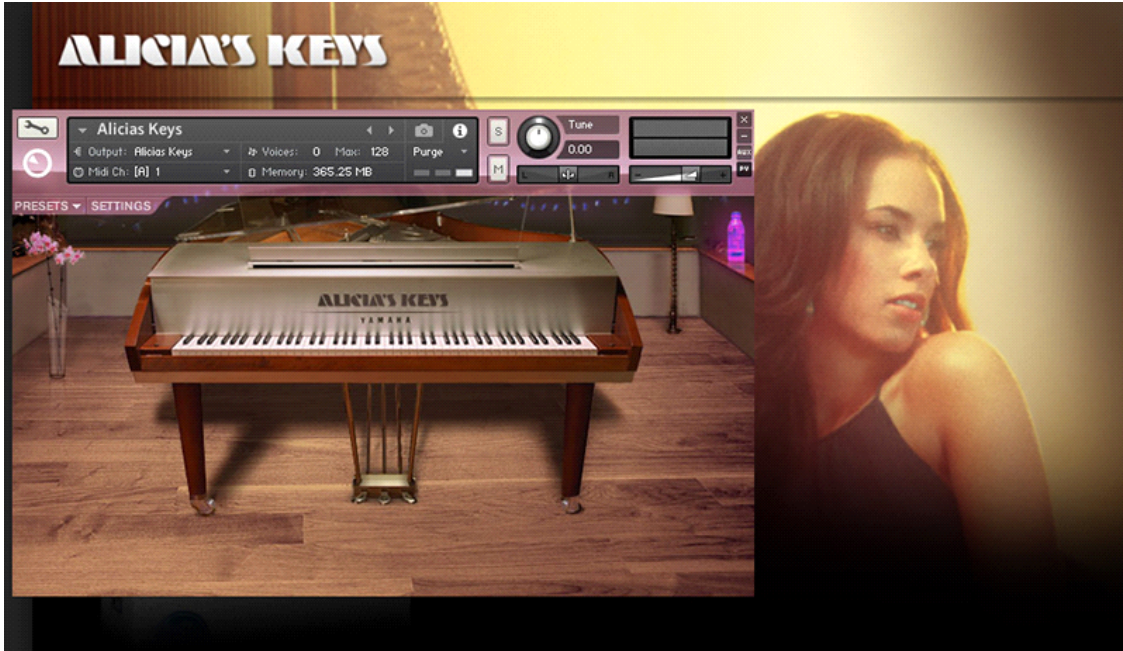 ALICIA'S KEYS
Alicias Keys
Output: Alicias Keys
Voices: 0 Max: 128
Purge
Midi Ch: [A] 1
Memory: 365.25 MB
S
M
Tune
0.00
L R
AUX
PV
PRESETS SETTINGS
ALICIA'S KEYS
YAMAHA